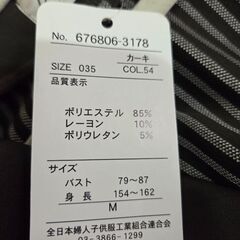 No. 676806-3178
カーキ
SIZE 035 COL.54
品質表示
ポリエステル 85%
レーヨン 10%
ポリウレタン 5%
サイズ
バスト 79~87
身長 154~162
M
全日本婦人子供服工業組合連合会
03-3866-1299